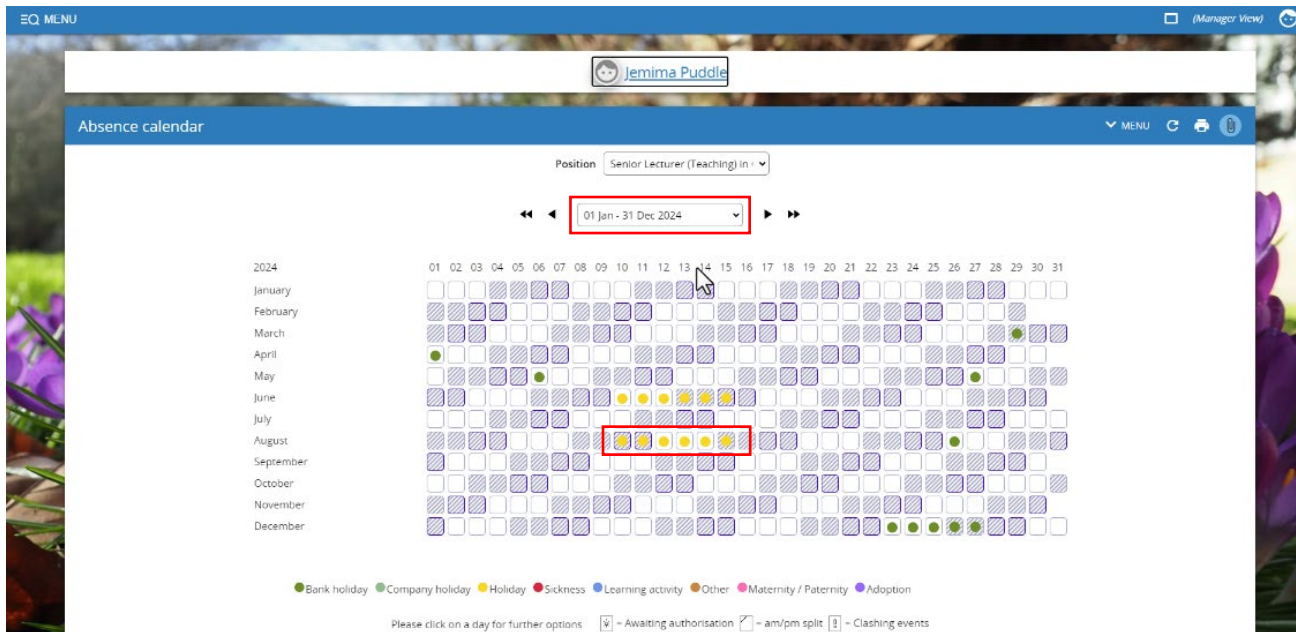 MENU
(Manager View)
Jemima Puddle
Absence calendar
MENU
Position Senior Lecturer (Teaching) in
01 Jan - 31 Dec 2024
2024 01 02 03 04 05 06 07 08 09 10 11 12 13 14 15 16 17 18 19 20 21 22 23 24 25 26 27 28 29 30 31
January
February
March
April
May
June
July
August
September
October
November
December
Bank holiday Company holiday Holiday Sickness Learning activity Other Maternity / Paternity Adoption
Please click on a day for further options - Awaiting authorisation - am/pm split - Clashing events